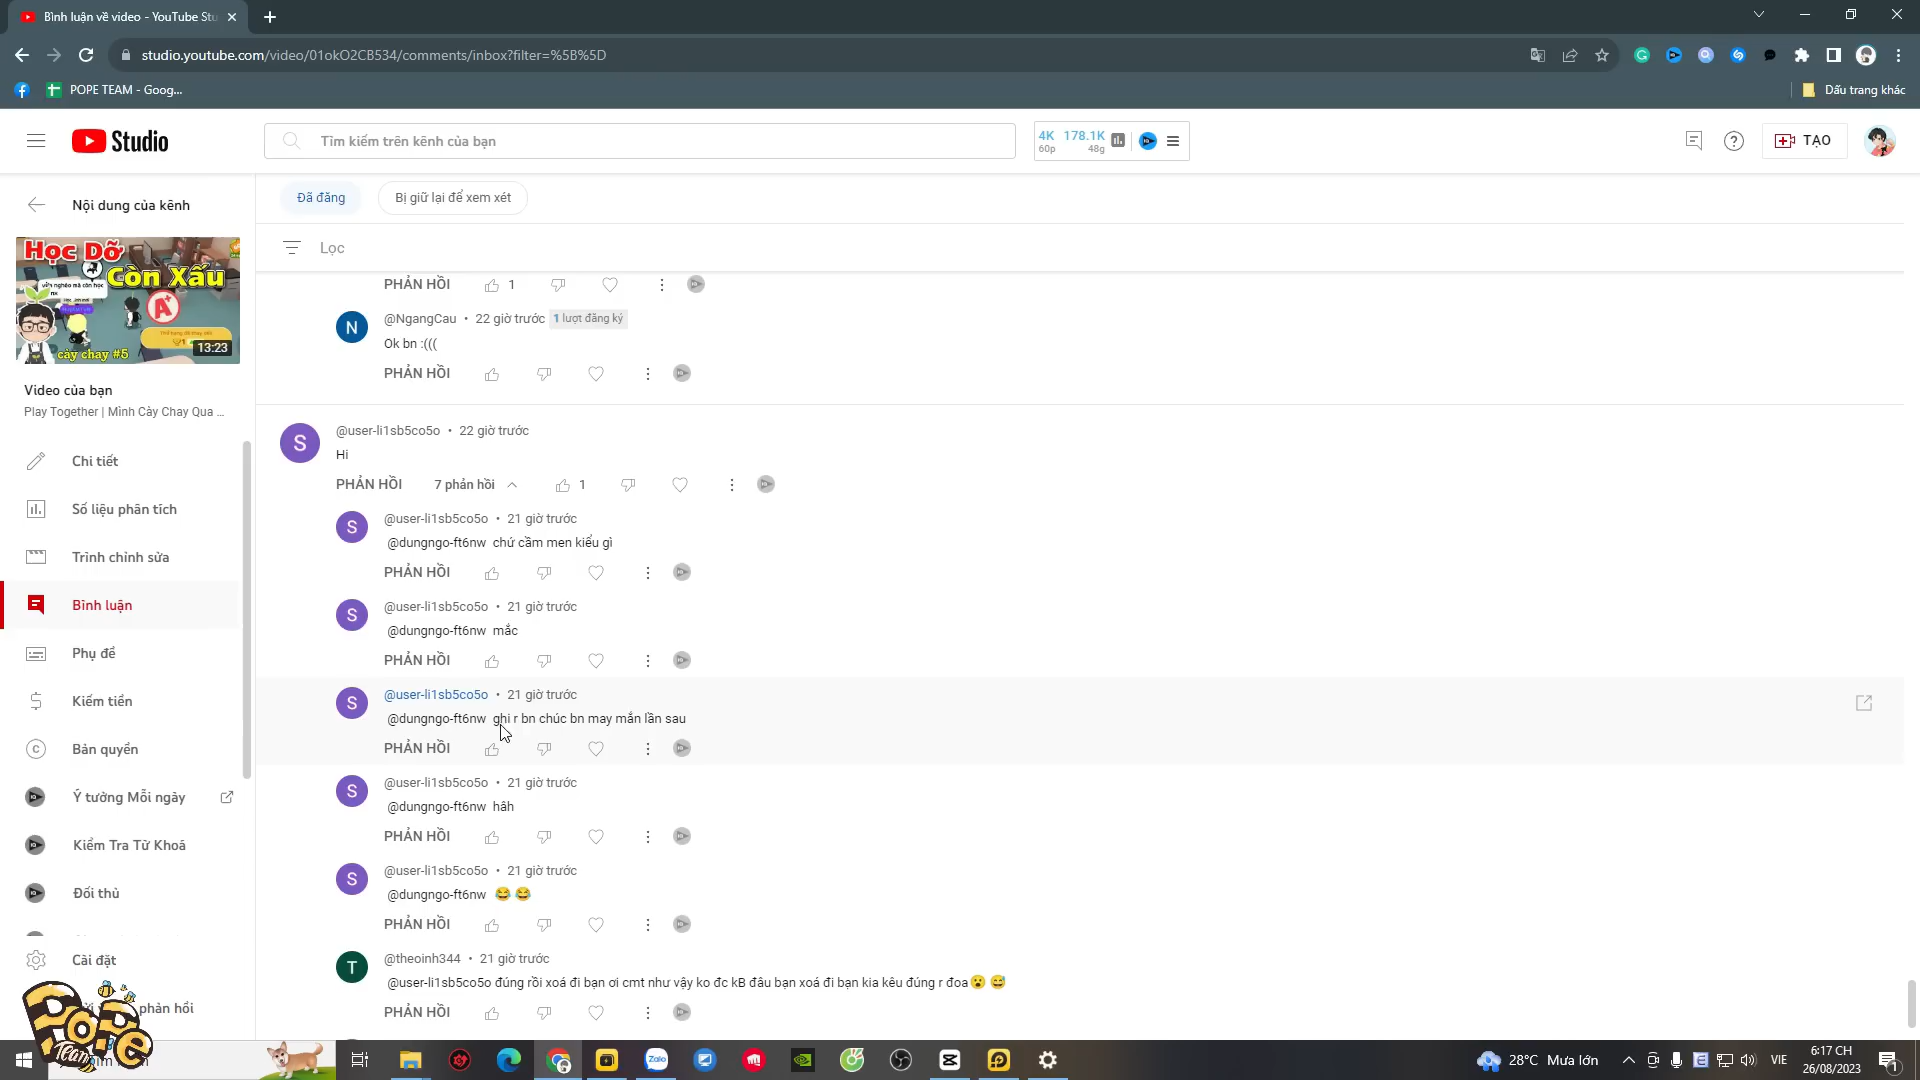 Bình luận về video - YouTube Stu
studio.youtube.com/video/01okO2CB534/comments/inbox?filter=%5B%5D
POPE TEAM - Goog...
Dấu trang khác
Studio
Tìm kiếm trên kênh của bạn
4K 178.1K
60p 48g
TẠO
Nội dung của kênh
Đã đăng
Bị giữ lại để xem xét
Lọc
Học Dỡ
Còn Xấu
A+
cày chay #5
13:23
Video của bạn
Play Together | Mình Cày Chay Qua ...
Chi tiết
Số liệu phân tích
Trình chỉnh sửa
Bình luận
Phụ đề
Kiếm tiền
Bản quyền
Ý tưởng Mỗi ngày
Kiểm Tra Từ Khoá
Đối thủ
Cài đặt
phản hồi
PHẢN HỒI 1
N
@NgangCau • 22 giờ trước 1 lượt đăng ký
Ok bn :(((
PHẢN HỒI
S
@user-li1sb5co5o • 22 giờ trước
Hi
PHẢN HỒI 7 phản hồi 1
S
@user-li1sb5co5o • 21 giờ trước
@dungngo-ft6nw chứ cầm men kiểu gì
PHẢN HỒI
S
@user-li1sb5co5o • 21 giờ trước
@dungngo-ft6nw mắc
PHẢN HỒI
S
@user-li1sb5co5o • 21 giờ trước
@dungngo-ft6nw ghi r bn chúc bn may mắn lần sau
PHẢN HỒI
S
@user-li1sb5co5o • 21 giờ trước
@dungngo-ft6nw hâh
PHẢN HỒI
S
@user-li1sb5co5o • 21 giờ trước
@dungngo-ft6nw 😂 😂
PHẢN HỒI
T
@theoinh344 • 21 giờ trước
@user-li1sb5co5o đúng rồi xoá đi bạn ơi cmt như vậy ko đc kB đâu bạn xoá đi bạn kia kêu đúng r đoa😮 😅
PHẢN HỒI
PoPe
Team
Zalo
28°C Mưa lớn
VIE
6:17 CH
26/08/2023
1